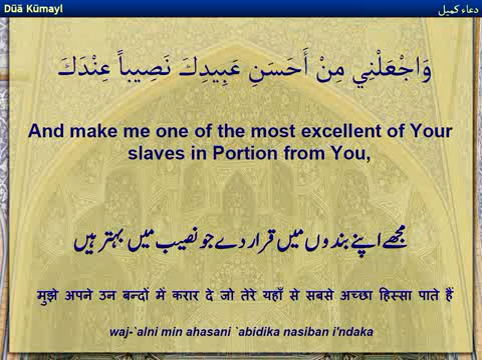 Düä Kümayl
دعاء كميل
وَاجْعَلْنِي مِنْ أَحَسَنِ عَبِيدِكَ نَصِيباً عِنْدَكَ
And make me one of the most excellent of Your
slaves in Portion from You,
مجھے اپنے بندوں میں قرار دے جو نصیب میں بہتر ہیں
मुझे अपने उन बन्दों में करार दे जो तेरे यहाँ से सबसे अच्छा हिस्सा पाते हैं
waj-`alni min ahasani `abidika nasiban i'ndaka